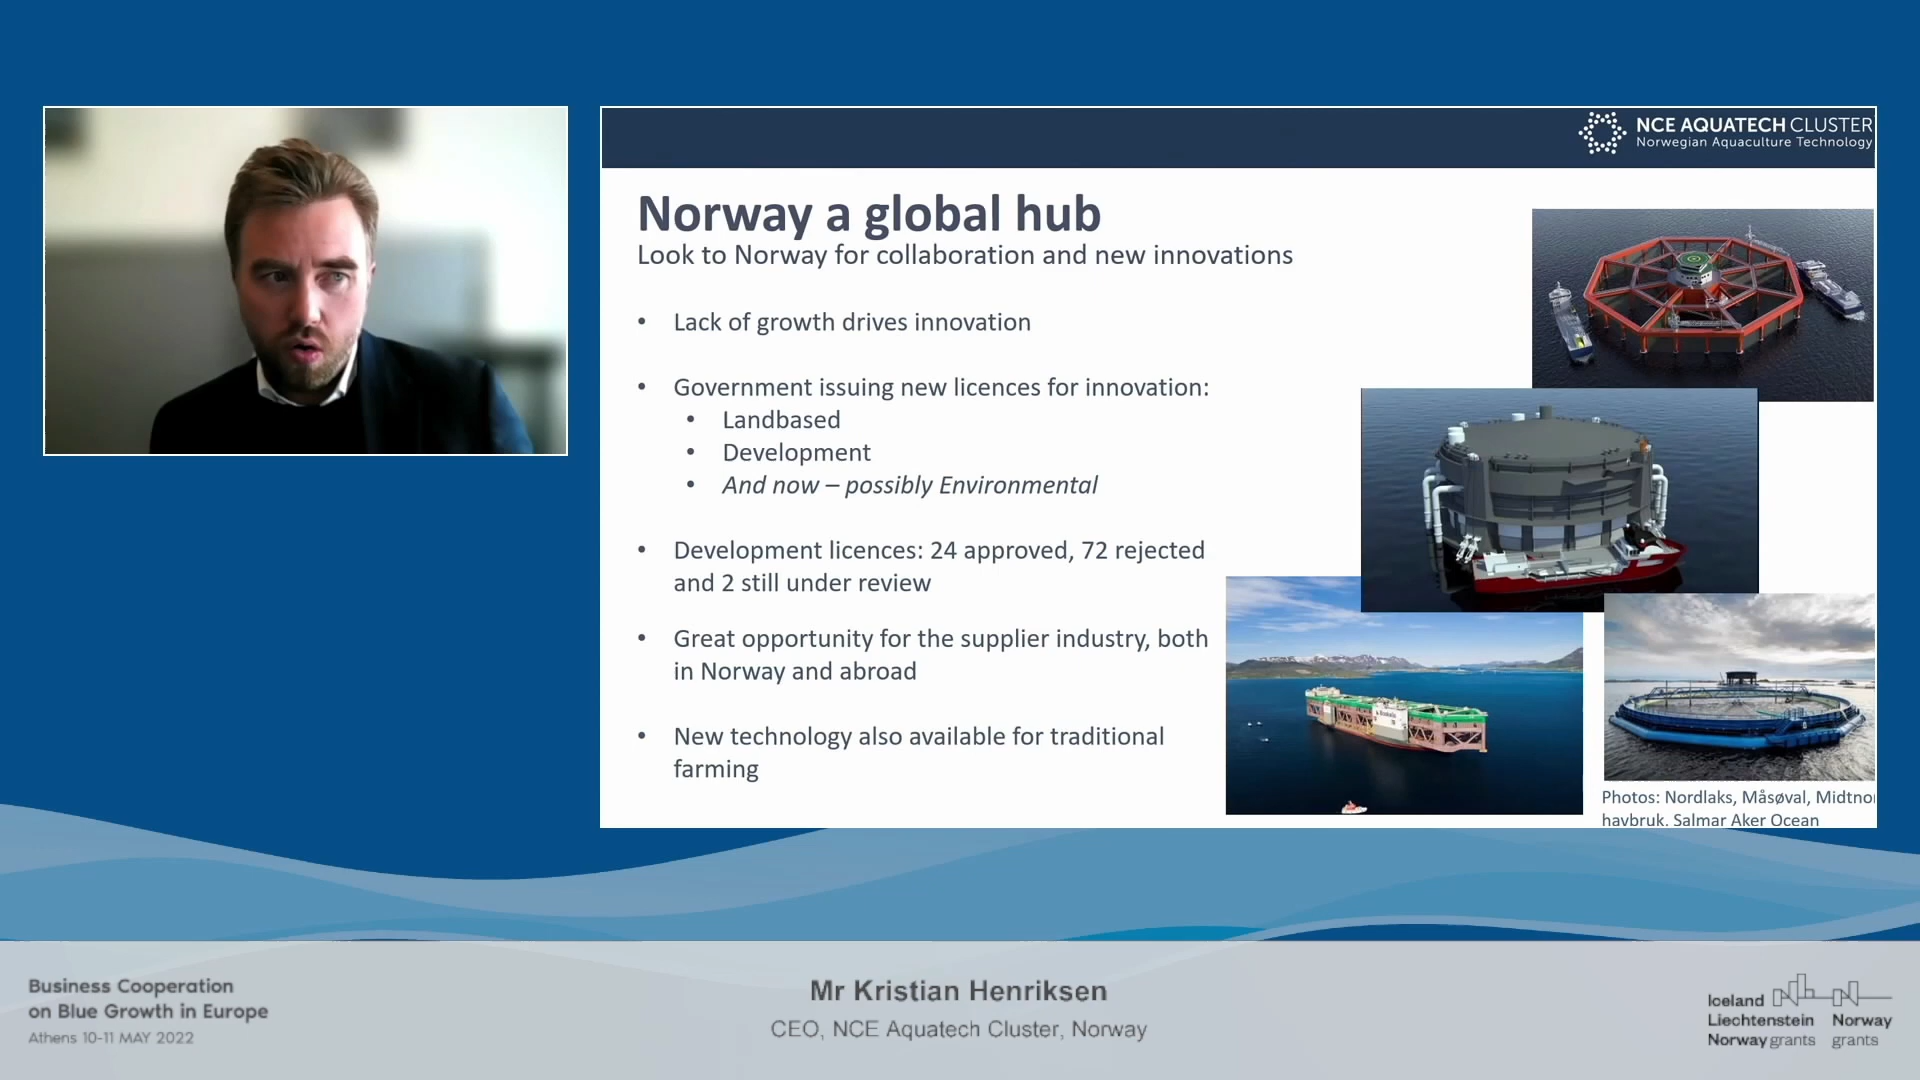 NCE AQUATECH CLUSTER
Norwegian Aquaculture Technology
Norway a global hub
Look to Norway for collaboration and new innovations
• Lack of growth drives innovation
• Government issuing new licences for innovation:
• Landbased
• Development
• And now – possibly Environmental
• Development licences: 24 approved, 72 rejected
and 2 still under review
• Great opportunity for the supplier industry, both
in Norway and abroad
• New technology also available for traditional
farming
Photos: Nordlaks, Måsøval,
havbruk, Salmar Aker Ocean
Business Cooperation
on Blue Growth in Europe
Athens 10-11 MAY 2022
Mr Kristian Henriksen
CEO, NCE Aquatech Cluster, Norway
Iceland
Liechtenstein
Norway grants
Norway
grants